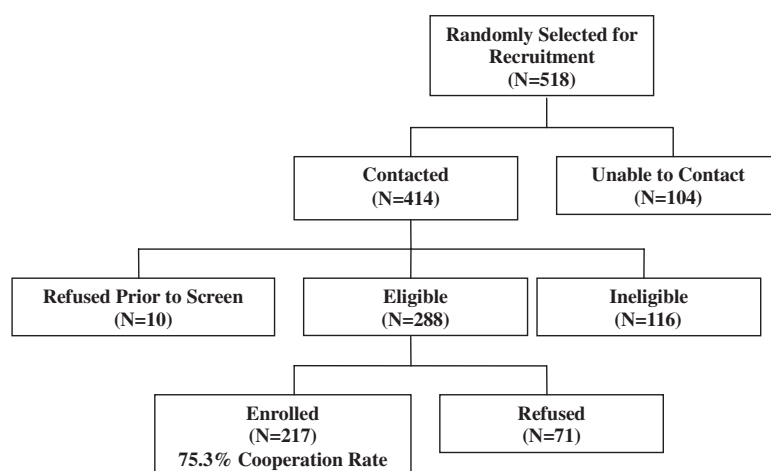 Randomly Selected for
Recruitment
(N=518)
Contacted
(N=414)
Unable to Contact
(N=104)
Refused Prior to Screen
(N=10)
Eligible
(N=288)
Ineligible
(N=116)
Enrolled
(N=217)
75.3% Cooperation Rate
Refused
(N=71)